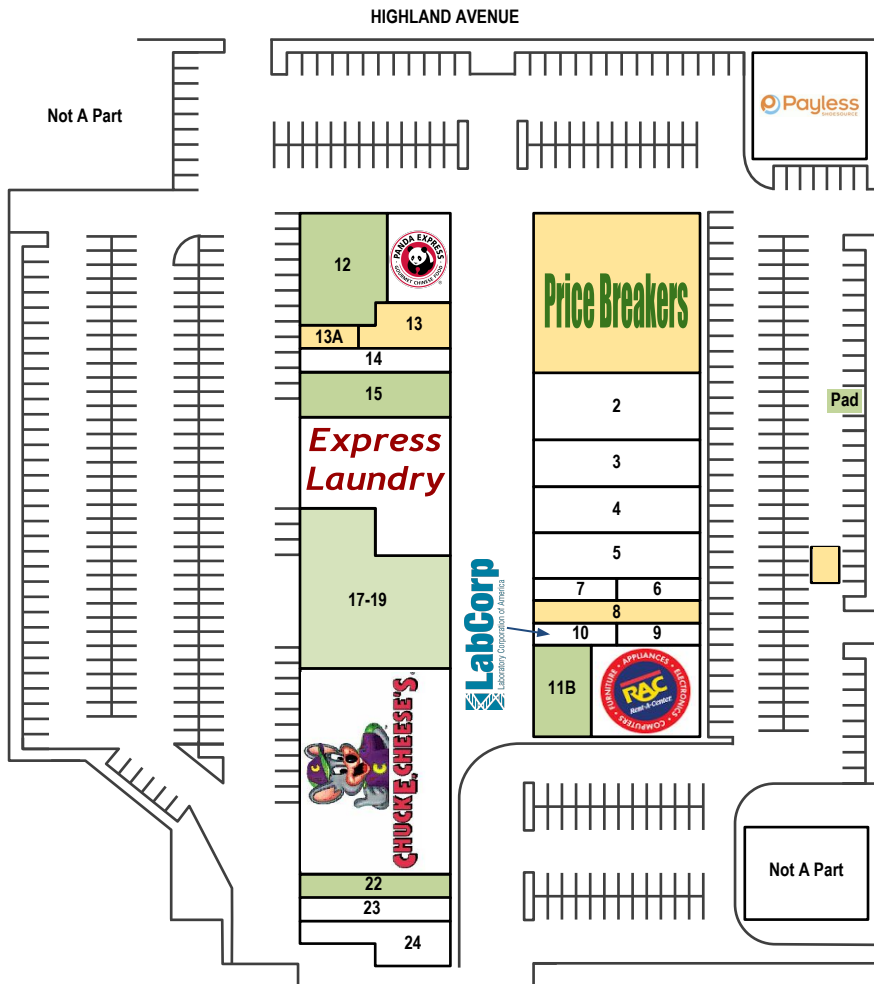 HIGHLAND AVENUE
Not A Part
Payless
SHOESOURCE
12
PANDA EXPRESS
GOURMET CHINESE FOOD
13
13A
14
15
Express
Laundry
17-19
CHUCK E. CHEESE'S
22
23
24
Price Breakers
2
3
4
5
7
6
8
10
9
11B
LabCorp
Laboratory Corporation of America
RAC
Rent-A-Center
FURNITURE • APPLIANCES • ELECTRONICS • COMPUTERS
Pad
Not A Part